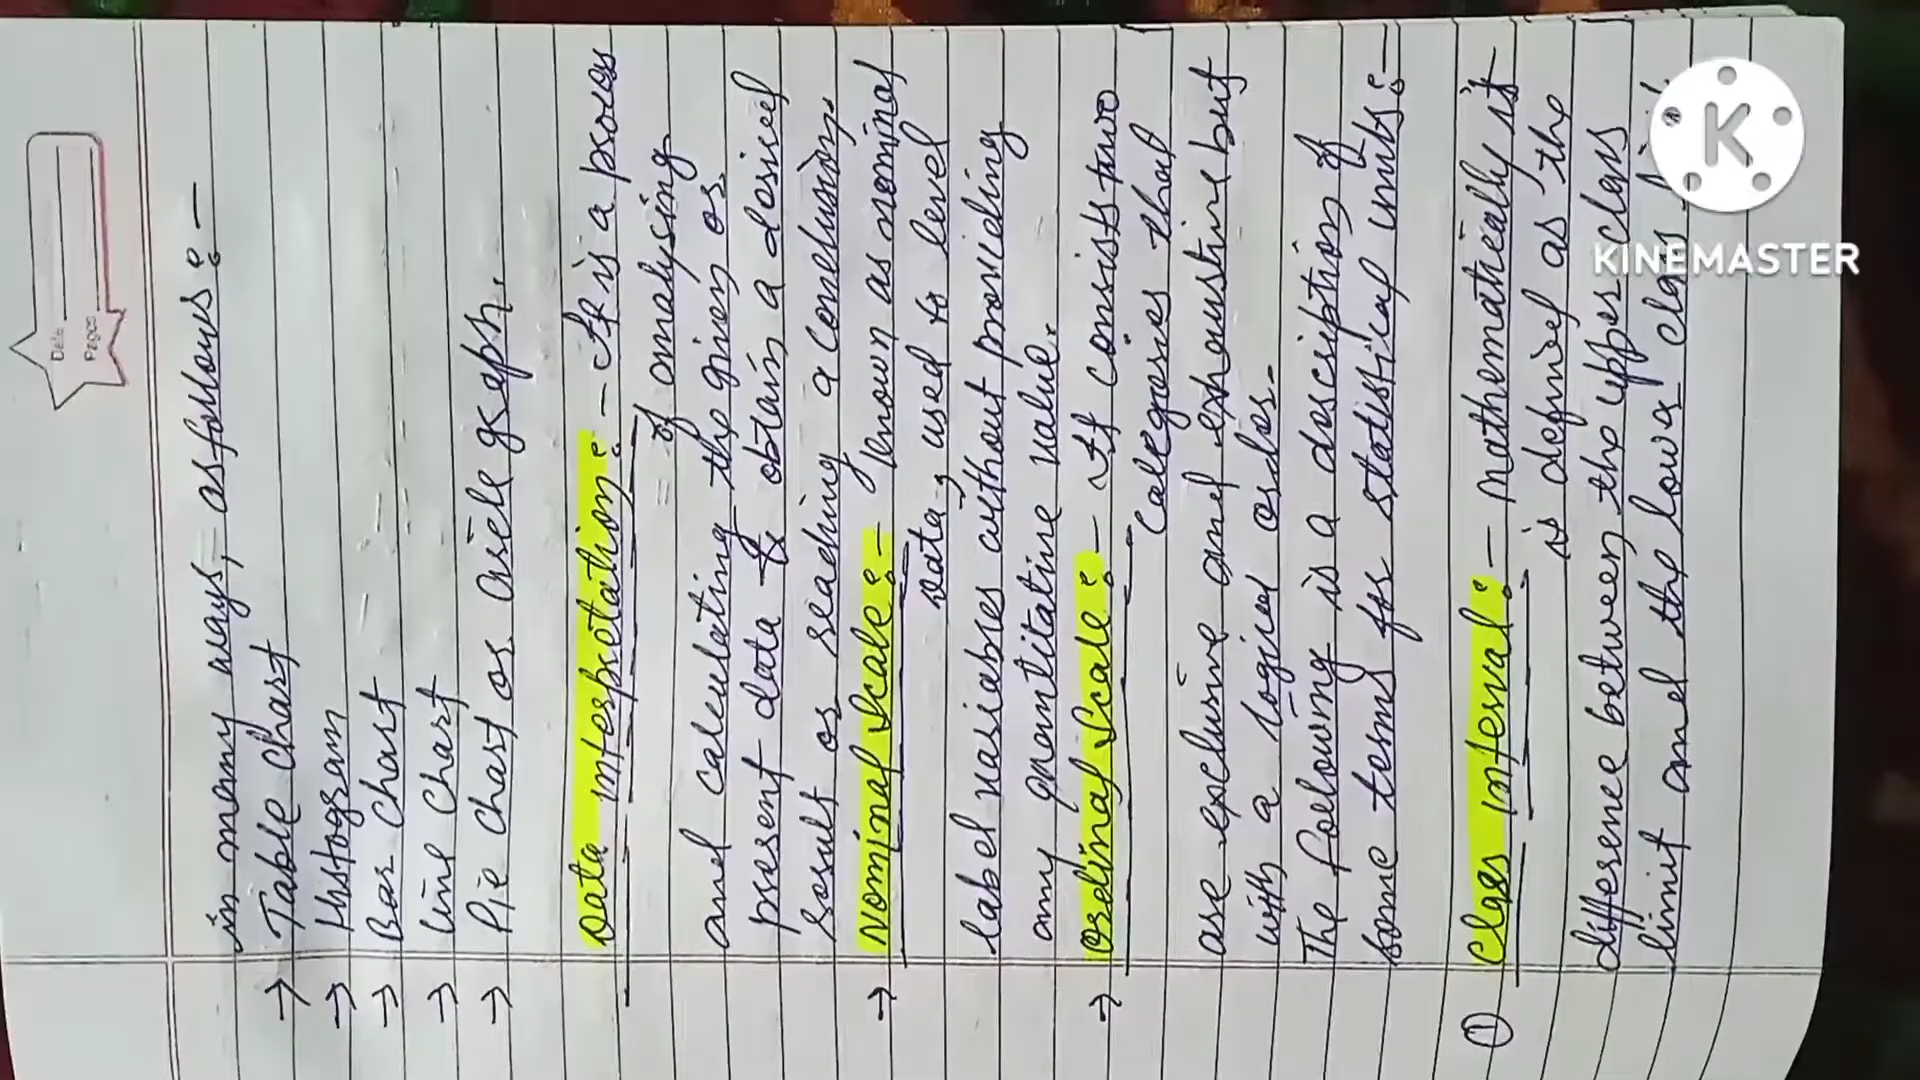 Date
Pages
in many ways, as follows :-
→ Table chart
→ Histogram
→ Bar chart
→ Line chart
→ Pie chart or circle graph.
Data interpretation :- It is a process
of analysing
and calculating the given or
present data to obtain a desired
result or reaching a conclusion.
→ Nominal Scale :- known as nominal
data, used to level
label variables without providing
any quantitative value.
→ Ordinal Scale :- It consists two
categories that
are exclusive and exhaustive but
with a logical order.
The following is a description of
some terms for statistical units :-
① Class interval :- Mathematically it
is defined as the
difference between the upper class
limit and the lower class
KINEMASTER